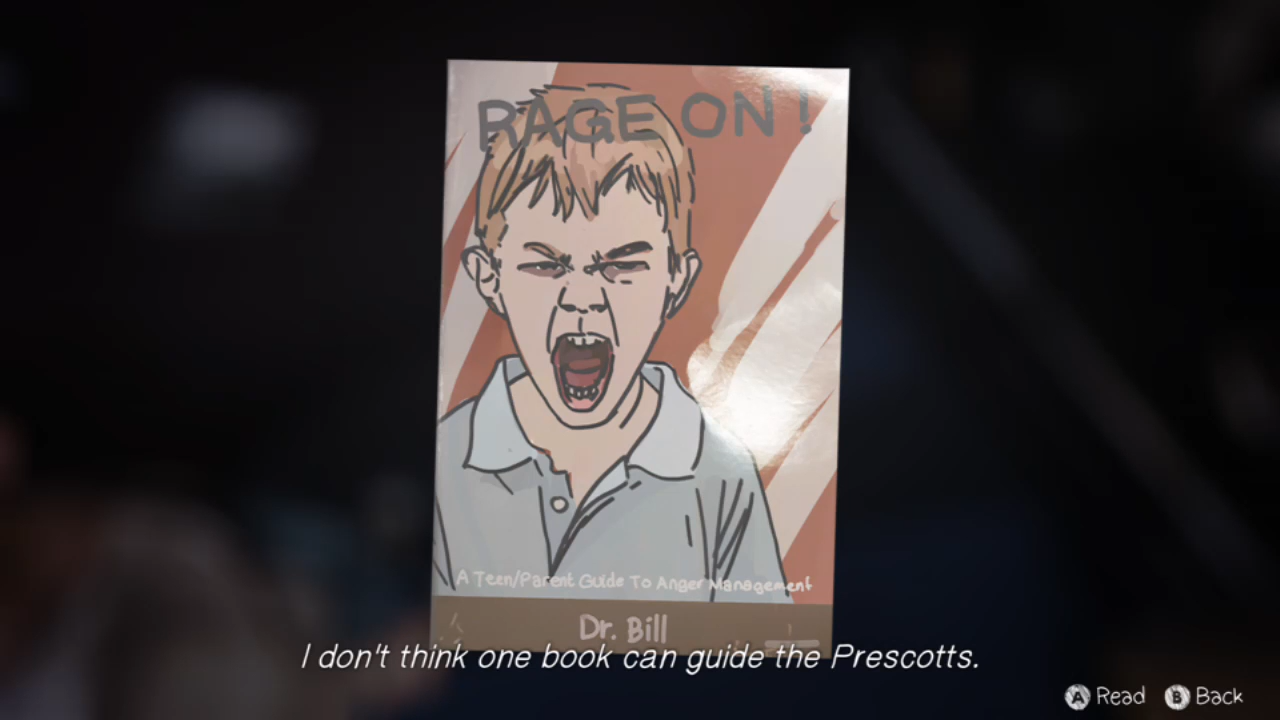 RAGE ON!
A Teen/Parent Guide To Anger Management
Dr. Bill
I don't think one book can guide the Prescotts.
A Read B Back